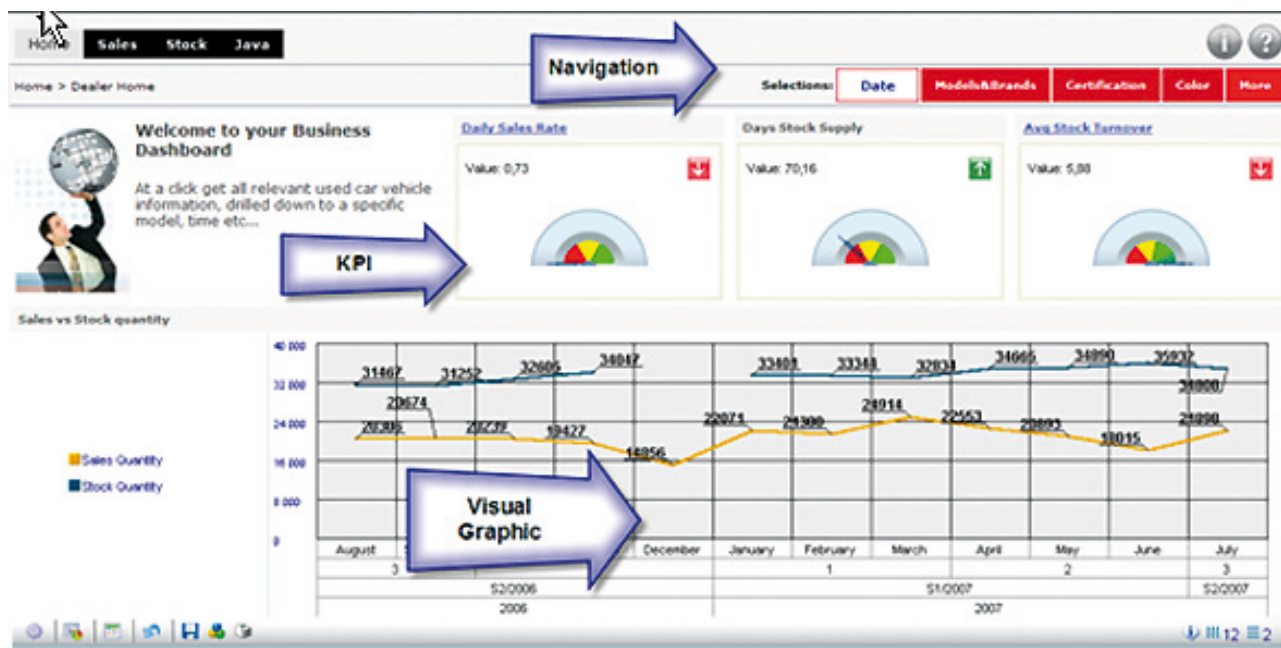 Home Sales Stock Java
Navigation
Home > Dealer Home
Selections: Date Models&Brands Certification Color More
Welcome to your Business
Dashboard
At a click get all relevant used car vehicle
information, drilled down to a specific
model, time etc...
KPI
Daily Sales Rate
Value: 0,73
Days Stock Supply
Value: 70,16
Avg Stock Turnover
Value: 5,88
Sales vs Stock quantity
Sales Quantity
Stock Quantity
40 000
32 000
24 000
16 000
8 000
0
31467 31252 32606 34047 33401 33344 32834 34665 34890 35932 34808
20306 20674 20239 19427 14856 22071 21300 24914 22553 20893 18015 21898
Visual
Graphic
August December January February March April May June July
3 1 2 3
S2/2006 S1/2007 S2/2007
2006 2007
12 2